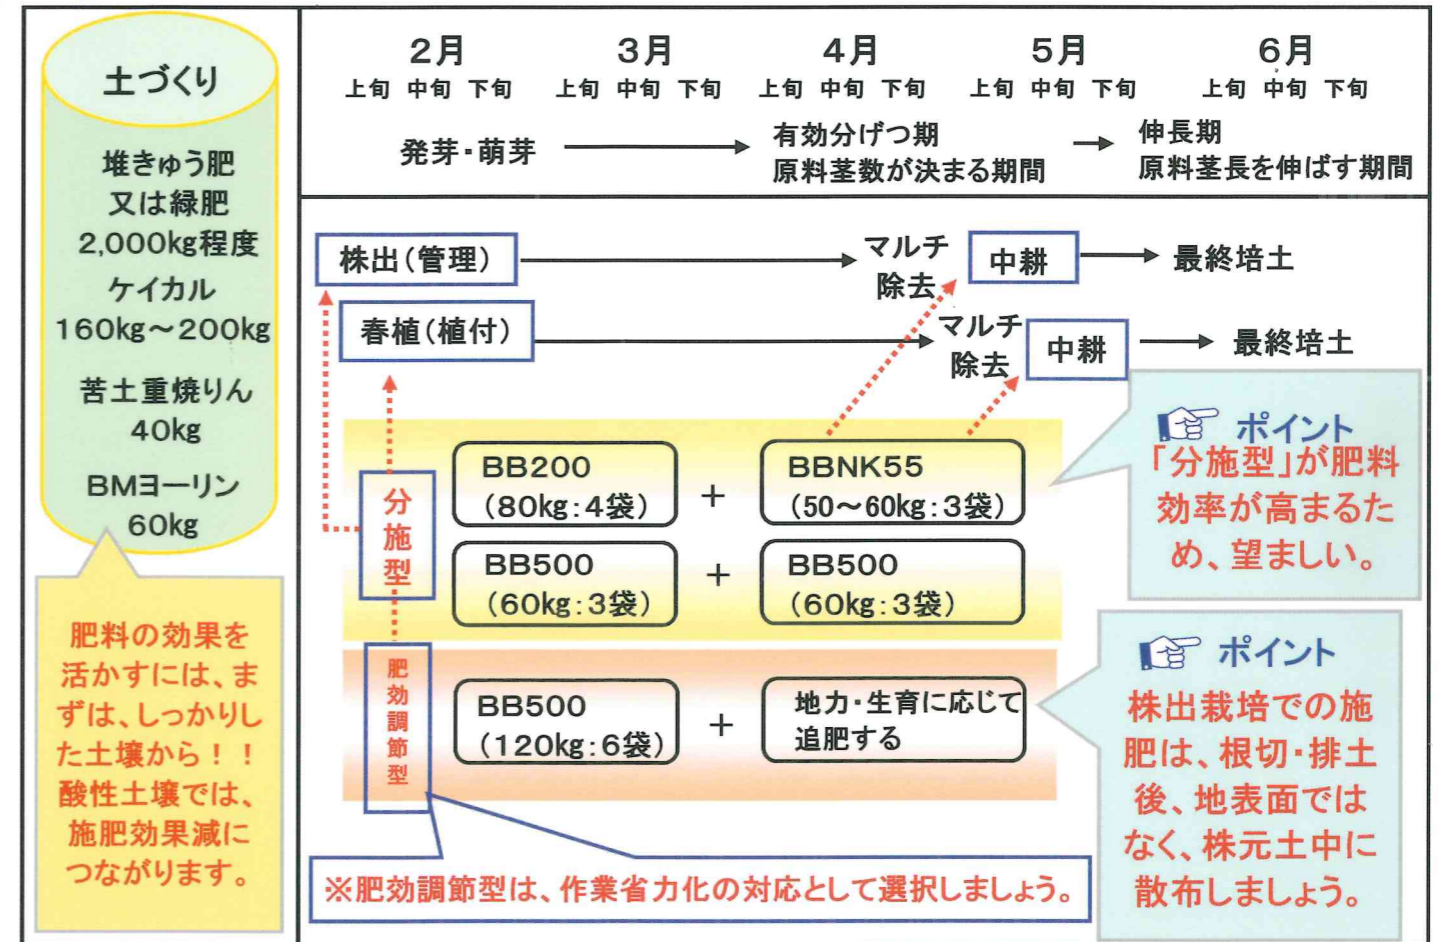 土づくり
堆きゅう肥
又は緑肥
2,000kg程度
ケイカル
160kg～200kg
苦土重焼りん
40kg
BMヨーリン
60kg
肥料の効果を
活かすには、ま
ずは、しっかりし
た土壌から！！
酸性土壌では、
施肥効果減に
つながります。
2月 3月 4月 5月 6月
上旬 中旬 下旬 上旬 中旬 下旬 上旬 中旬 下旬 上旬 中旬 下旬 上旬 中旬 下旬
発芽・萌芽
有効分げつ期
原料茎数が決まる期間
伸長期
原料茎長を伸ばす期間
株出(管理)
マルチ
除去
中耕
最終培土
春植(植付)
マルチ
除去
中耕
最終培土
分施型
BB200
(80kg:4袋)
+
BBNK55
(50～60kg:3袋)
BB500
(60kg:3袋)
+
BB500
(60kg:3袋)
ポイント
「分施型」が肥料
効率が高まるた
め、望ましい。
肥効調節型
BB500
(120kg:6袋)
+
地力・生育に応じて
追肥する
ポイント
株出栽培での施
肥は、根切・排土
後、地表面では
なく、株元土中に
散布しましょう。
※肥効調節型は、作業省力化の対応として選択しましょう。